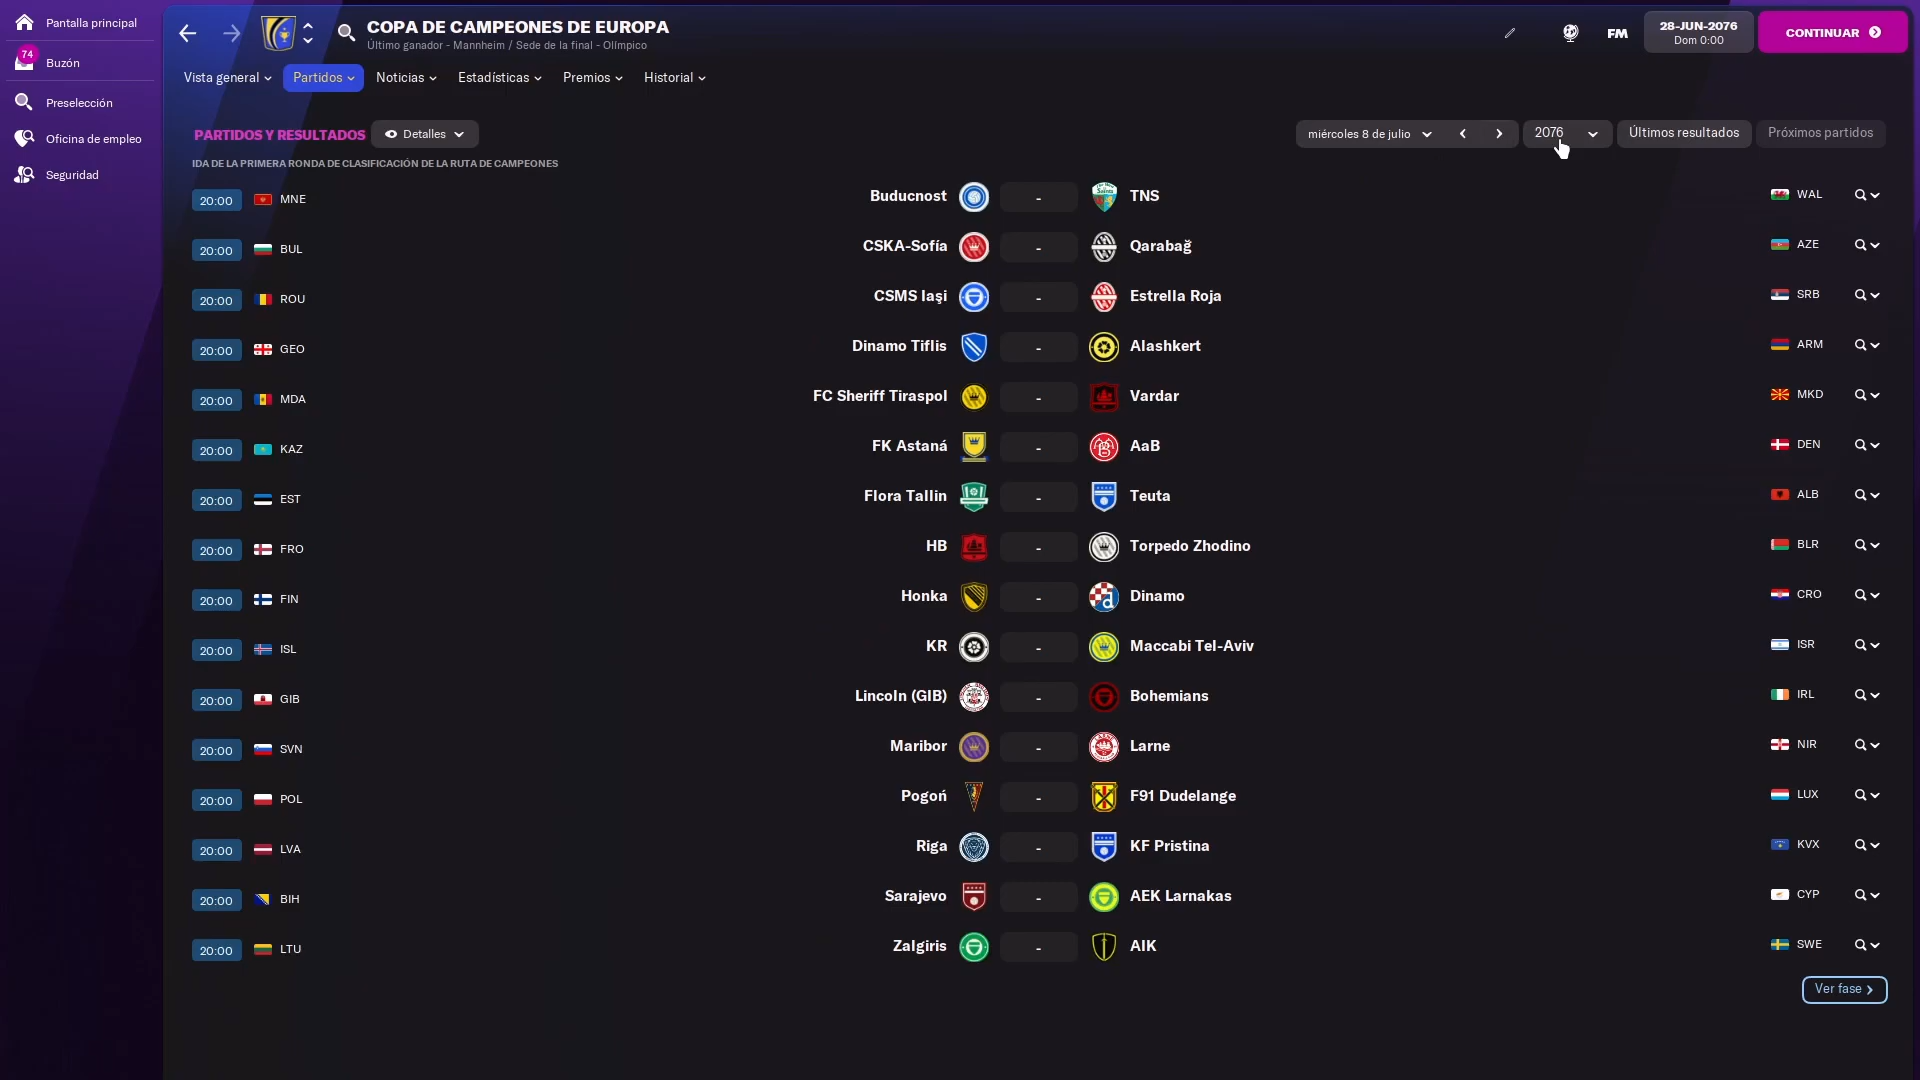 Pantalla principal
74
Buzón
Preselección
Oficina de empleo
Seguridad
COPA DE CAMPEONES DE EUROPA
Último ganador - Mannheim / Sede de la final - Olímpico
FM
28-JUN-2076
Dom 0:00
CONTINUAR
Vista general
Partidos
Noticias
Estadísticas
Premios
Historial
PARTIDOS Y RESULTADOS
Detalles
miércoles 8 de julio
2076
Últimos resultados
Próximos partidos
IDA DE LA PRIMERA RONDA DE CLASIFICACIÓN DE LA RUTA DE CAMPEONES
20:00 MNE Buducnost - TNS WAL
20:00 BUL CSKA-Sofía - Qarabağ AZE
20:00 ROU CSMS Iaşi - Estrella Roja SRB
20:00 GEO Dinamo Tiflis - Alashkert ARM
20:00 MDA FC Sheriff Tiraspol - Vardar MKD
20:00 KAZ FK Astaná - AaB DEN
20:00 EST Flora Tallin - Teuta ALB
20:00 FRO HB - Torpedo Zhodino BLR
20:00 FIN Honka - Dinamo CRO
20:00 ISL KR - Maccabi Tel-Aviv ISR
20:00 GIB Lincoln (GIB) - Bohemians IRL
20:00 SVN Maribor - Larne NIR
20:00 POL Pogoń - F91 Dudelange LUX
20:00 LVA Riga - KF Pristina KVX
20:00 BIH Sarajevo - AEK Larnakas CYP
20:00 LTU Zalgiris - AIK SWE
Ver fase